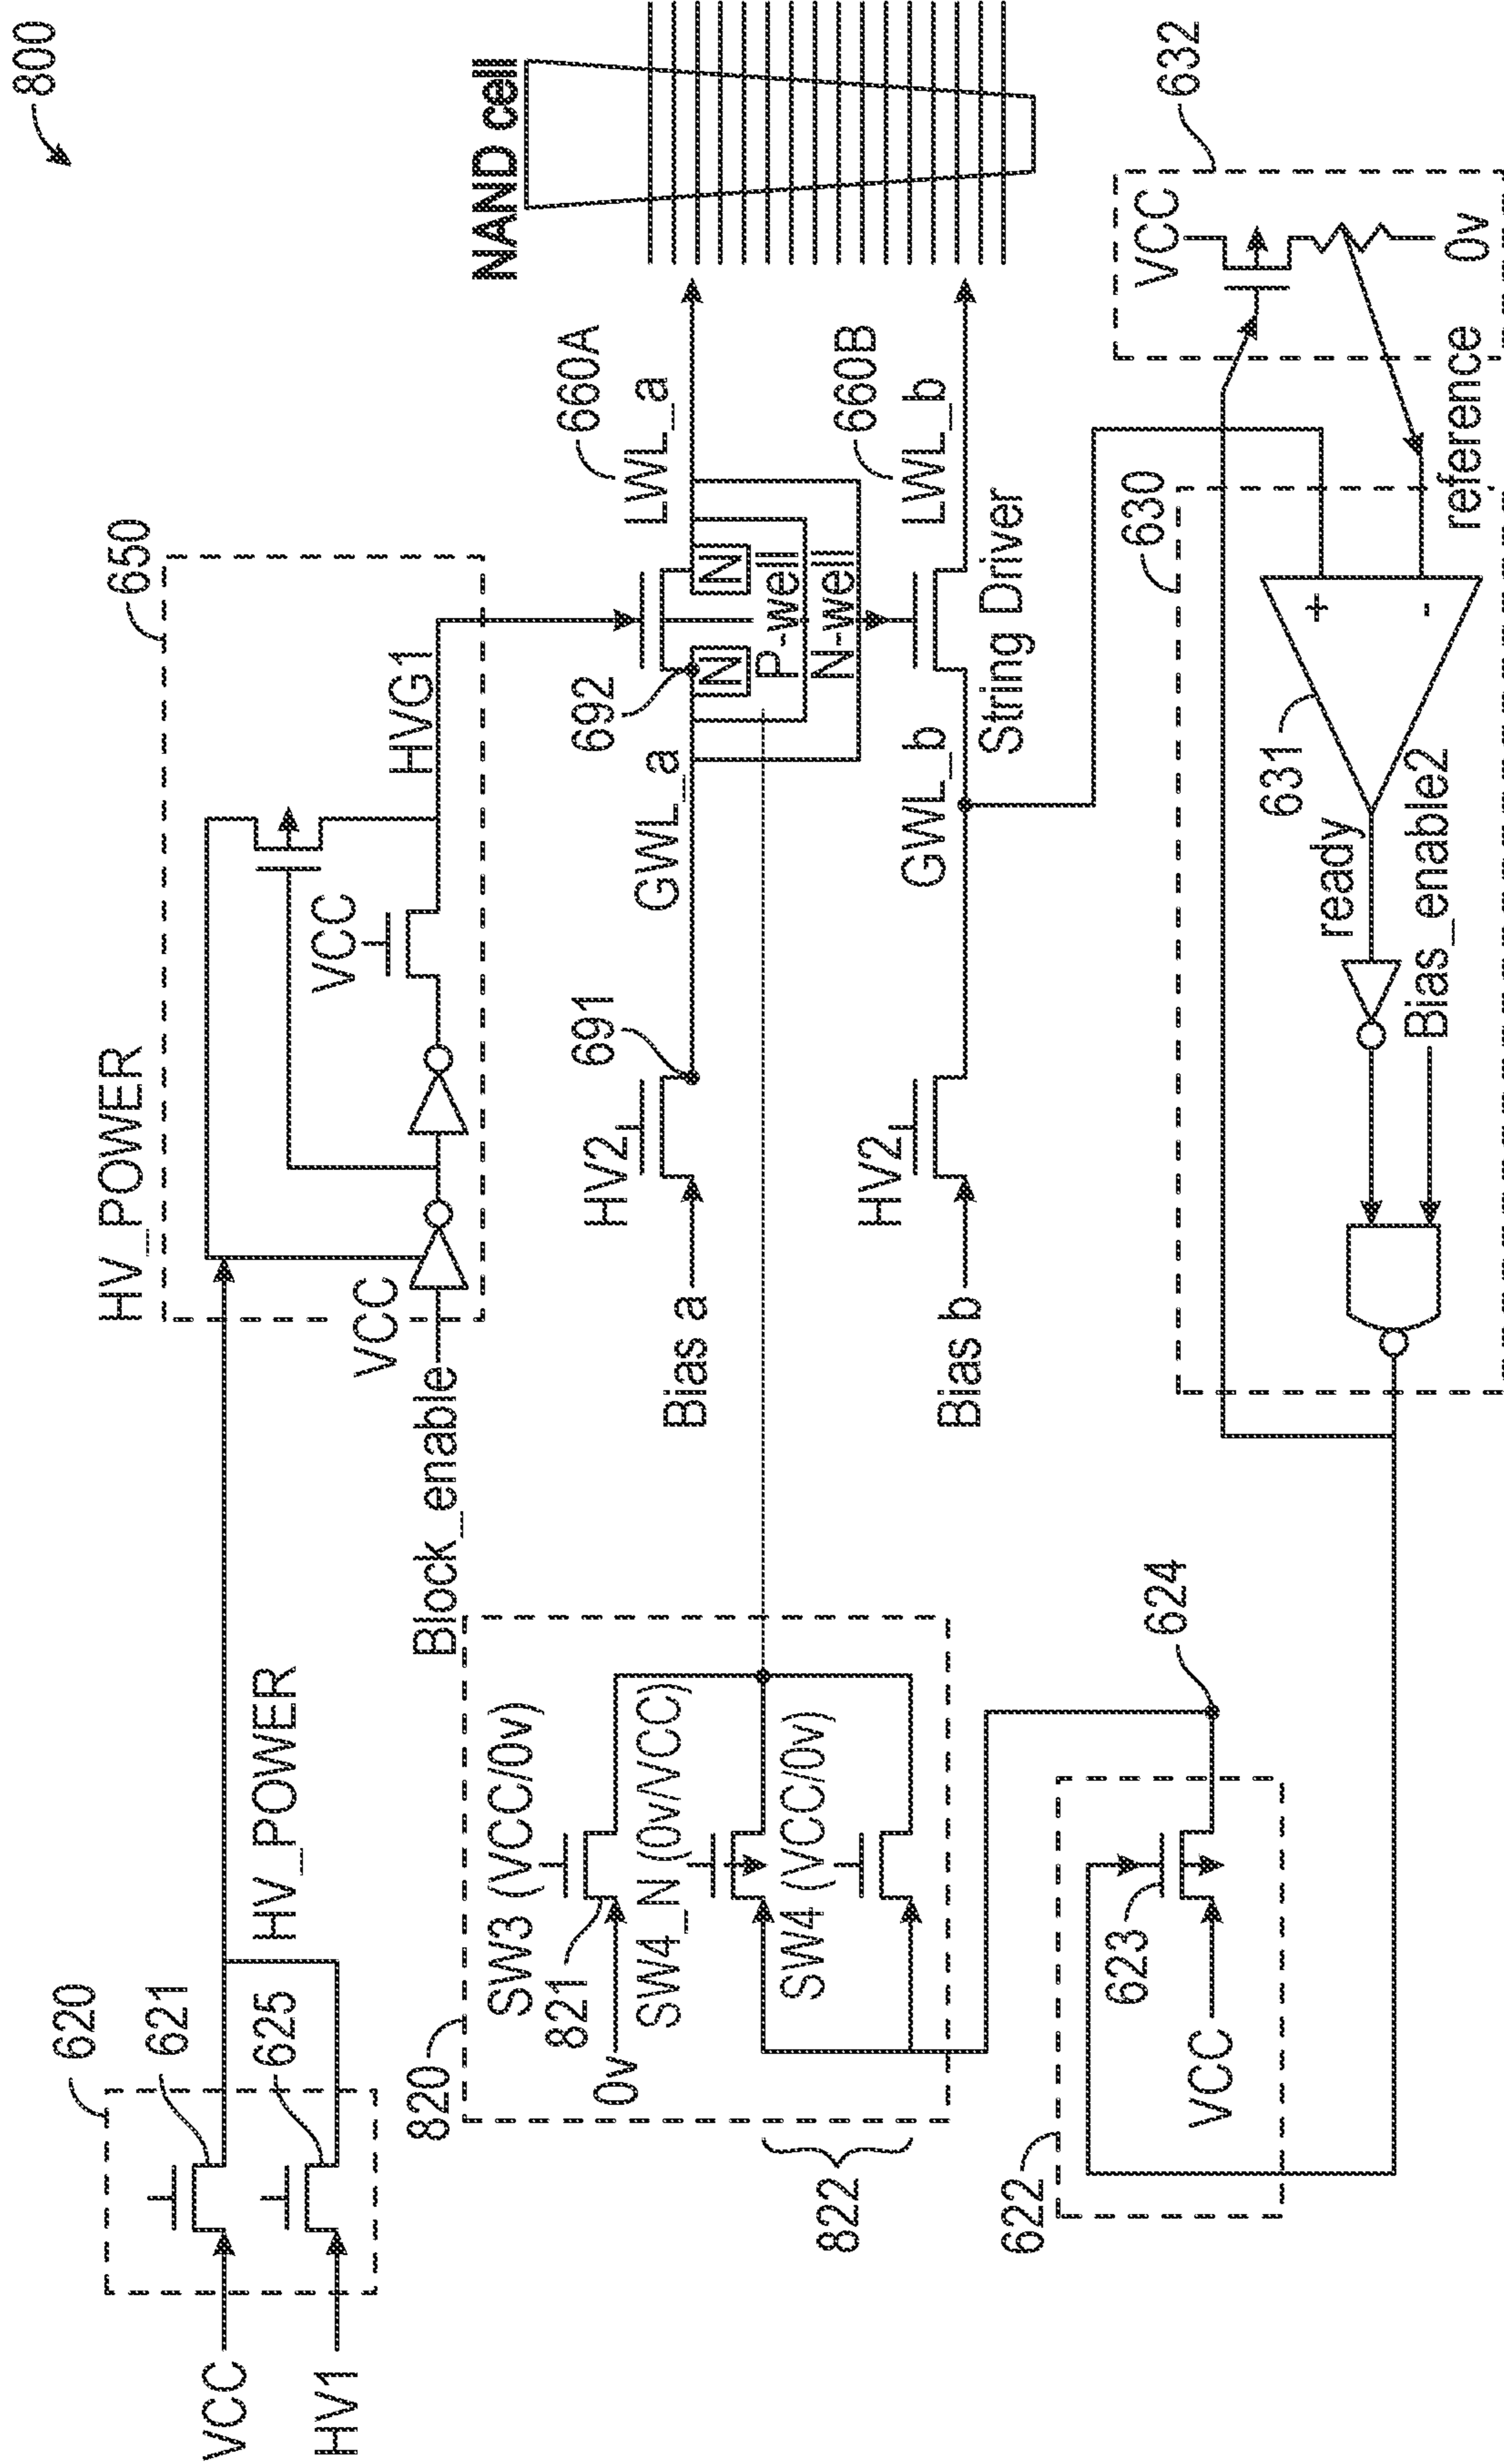 800
620
621
625
VCC
HV1
HV_POWER
HV_POWER
650
VCC
VCC
Block_enable
HVG1
NAND cell
820
SW3 (VCC/0v)
821
0v
SW4_N (0v/VCC)
SW4 (VCC/0v)
822
HV2
691
Bias a
GWL_a
692
N
N
P-well
N-well
660A
LWL_a
HV2
Bias b
GWL_b
660B
LWL_b
String Driver
622
623
VCC
624
630
631
+
-
ready
Bias_enable2
reference
632
VCC
0v